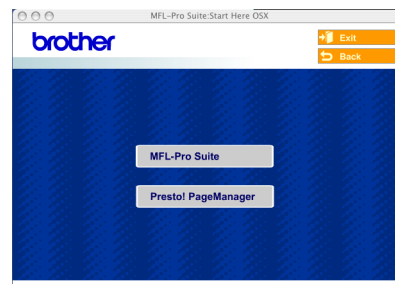 MFL-Pro Suite:Start Here OSX
brother
Exit
Back
MFL-Pro Suite
Presto! PageManager